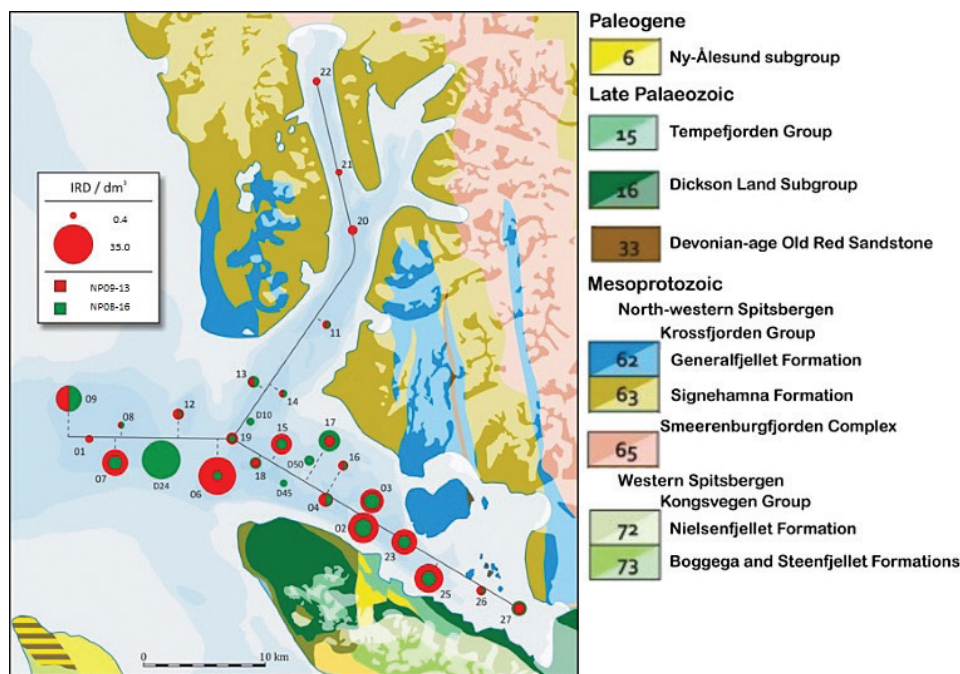 22
21
20
11
13
14
09
08
12
D10
15
17
01
19
D50
16
07
D24
06
18
D45
04
03
02
23
25
26
27
0 10 km
IRD / dm³
0.4
35.0
NP09-13
NP08-16
Paleogene
6 Ny-Ålesund subgroup
Late Palaeozoic
15 Tempefjorden Group
16 Dickson Land Subgroup
33 Devonian-age Old Red Sandstone
Mesoprotozoic
North-western Spitsbergen
Krossfjorden Group
62 Generalfjellet Formation
63 Signehamna Formation
Smeerenburgfjorden Complex
65
Western Spitsbergen
Kongsvegen Group
72 Nielsenfjellet Formation
73 Boggega and Steenfjellet Formations